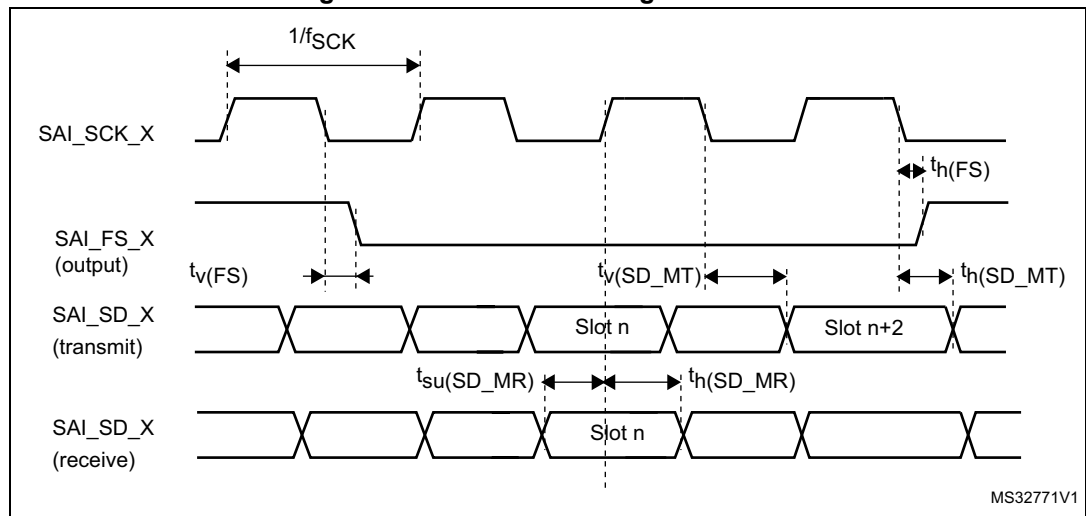 1/fSCK
SAI_SCK_X
th(FS)
SAI_FS_X
(output)
tv(FS)
tv(SD_MT)
th(SD_MT)
SAI_SD_X
(transmit)
Slot n
Slot n+2
tsu(SD_MR)
th(SD_MR)
SAI_SD_X
(receive)
Slot n
MS32771V1